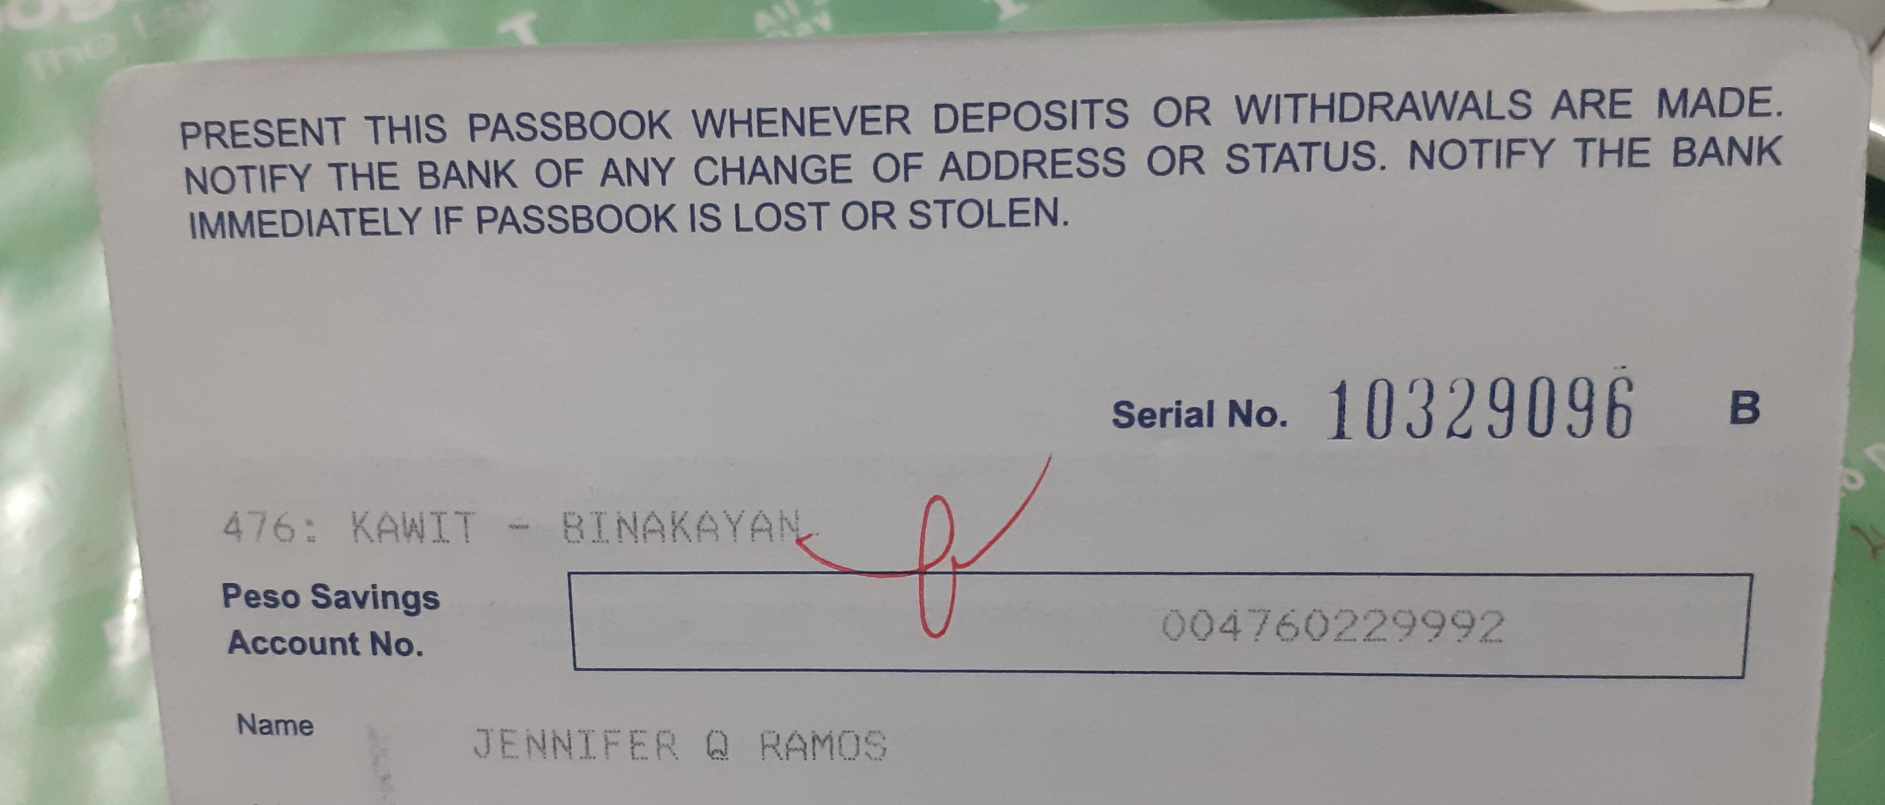 PRESENT THIS PASSBOOK WHENEVER DEPOSITS OR WITHDRAWALS ARE MADE.
NOTIFY THE BANK OF ANY CHANGE OF ADDRESS OR STATUS. NOTIFY THE BANK
IMMEDIATELY IF PASSBOOK IS LOST OR STOLEN.
Serial No. 10329096 B
476: KAWIT - BINAKAYAN
Peso Savings
Account No. 004760229992
Name JENNIFER Q RAMOS